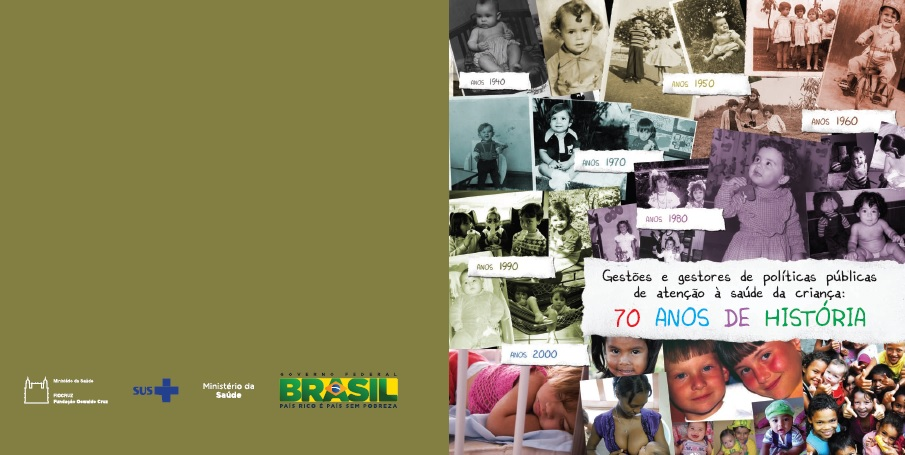 Ministério da Saúde
FIOCRUZ
Fundação Oswaldo Cruz
SUS
Ministério da
Saúde
GOVERNO FEDERAL
BRASIL
PAÍS RICO É PAÍS SEM POBREZA
ANOS 1940
ANOS 1950
ANOS 1960
ANOS 1970
ANOS 1980
ANOS 1990
Gestões e gestores de políticas públicas
de atenção à saúde da criança:
70 ANOS DE HISTÓRIA
ANOS 2000